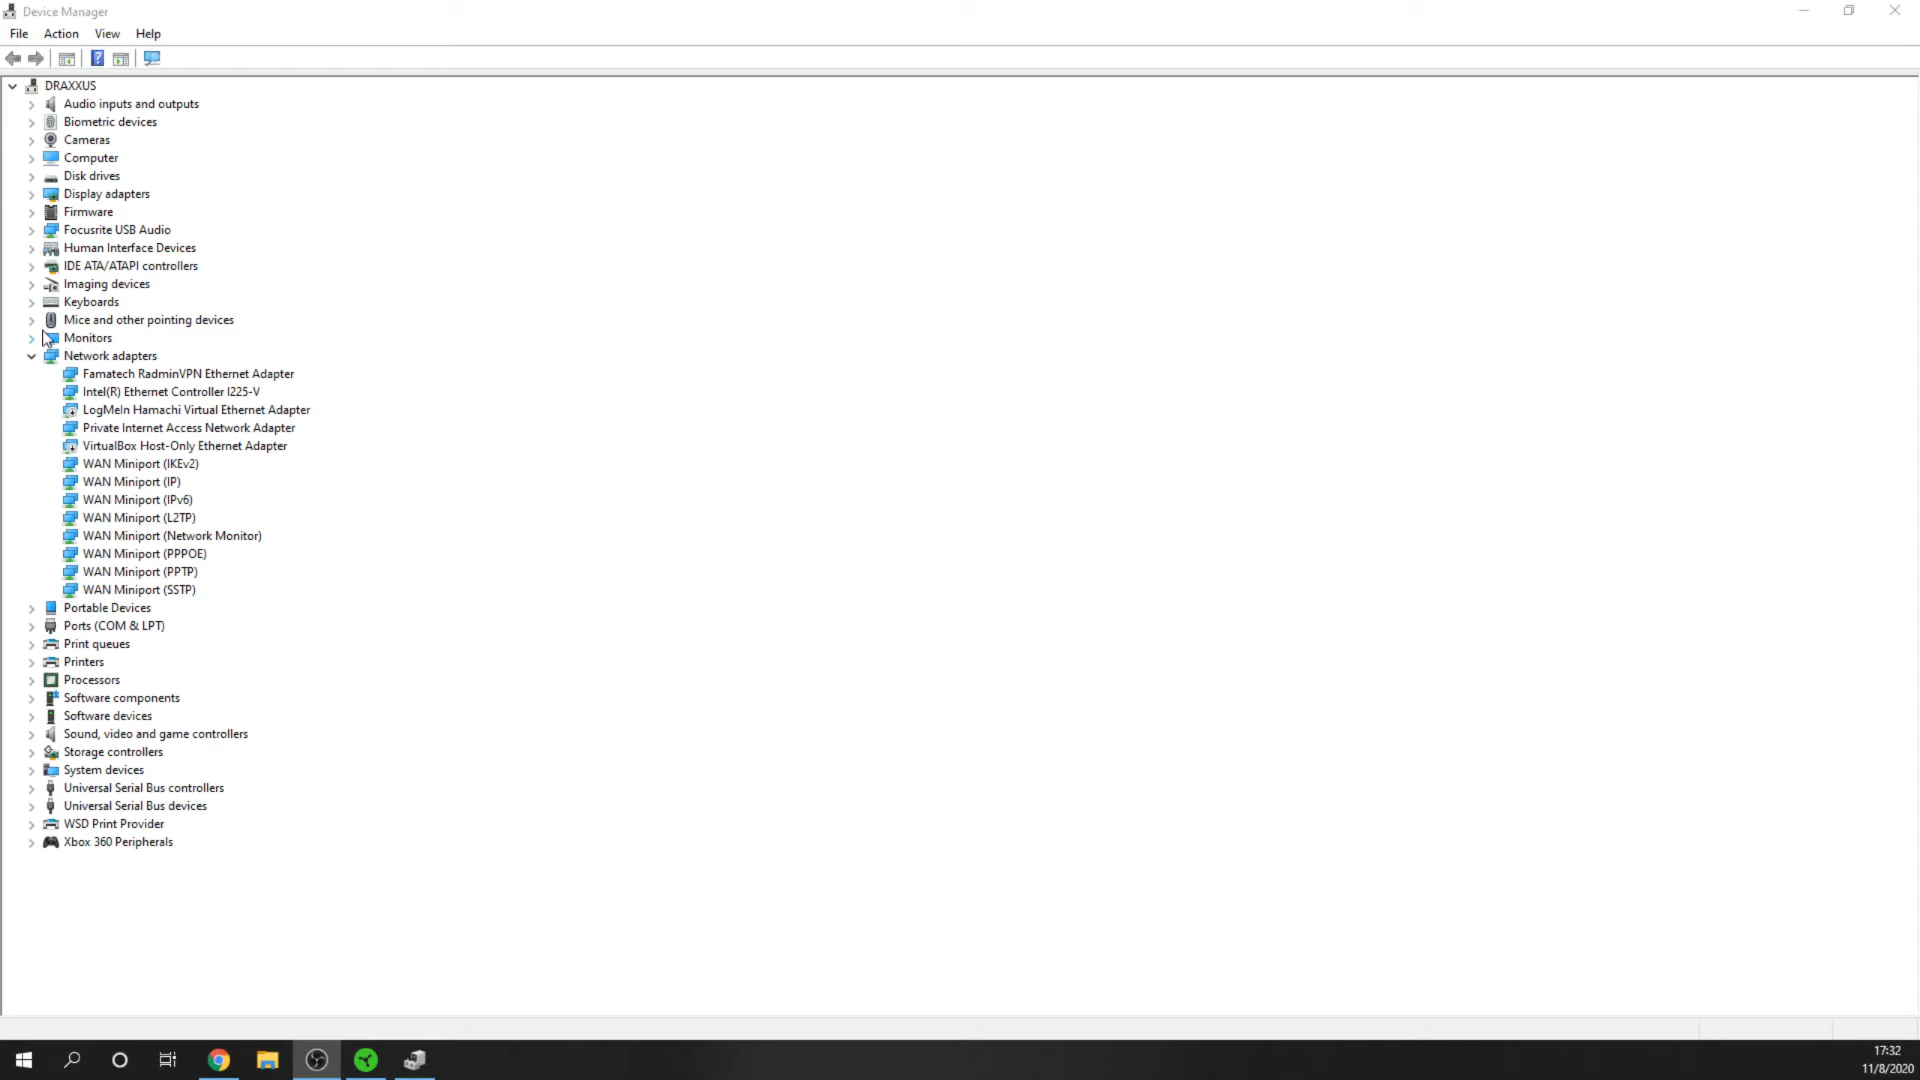 Device Manager
File Action View Help
DRAXXUS
Audio inputs and outputs
Biometric devices
Cameras
Computer
Disk drives
Display adapters
Firmware
Focusrite USB Audio
Human Interface Devices
IDE ATA/ATAPI controllers
Imaging devices
Keyboards
Mice and other pointing devices
Monitors
Network adapters
Famatech RadminVPN Ethernet Adapter
Intel(R) Ethernet Controller I225-V
LogMeIn Hamachi Virtual Ethernet Adapter
Private Internet Access Network Adapter
VirtualBox Host-Only Ethernet Adapter
WAN Miniport (IKEv2)
WAN Miniport (IP)
WAN Miniport (IPv6)
WAN Miniport (L2TP)
WAN Miniport (Network Monitor)
WAN Miniport (PPPOE)
WAN Miniport (PPTP)
WAN Miniport (SSTP)
Portable Devices
Ports (COM & LPT)
Print queues
Printers
Processors
Software components
Software devices
Sound, video and game controllers
Storage controllers
System devices
Universal Serial Bus controllers
Universal Serial Bus devices
WSD Print Provider
Xbox 360 Peripherals
17:32
11/8/2020